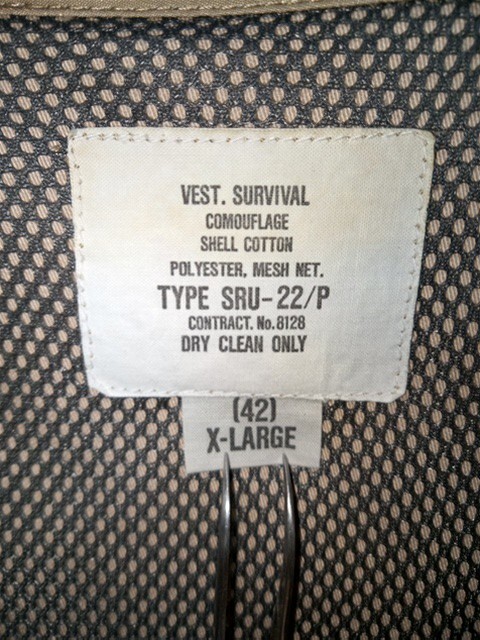 VEST. SURVIVAL
COMOUFLAGE
SHELL COTTON
POLYESTER, MESH NET.
TYPE SRU-22/P
CONTRACT. No.8128
DRY CLEAN ONLY
(42)
X-LARGE